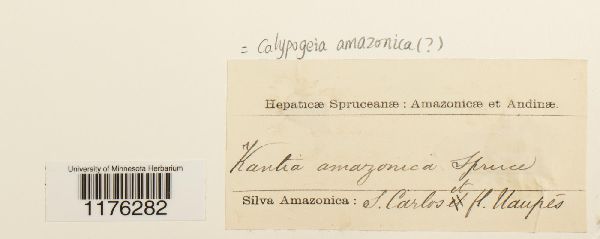 = Calypogeia amazonica (?)
Hepaticæ Spruceanæ: Amazonicæ et Andinæ.
Kantia amazonica Spruce
Silva Amazonica: S. Carlos et fl. Uaupés
University of Minnesota Herbarium
1176282